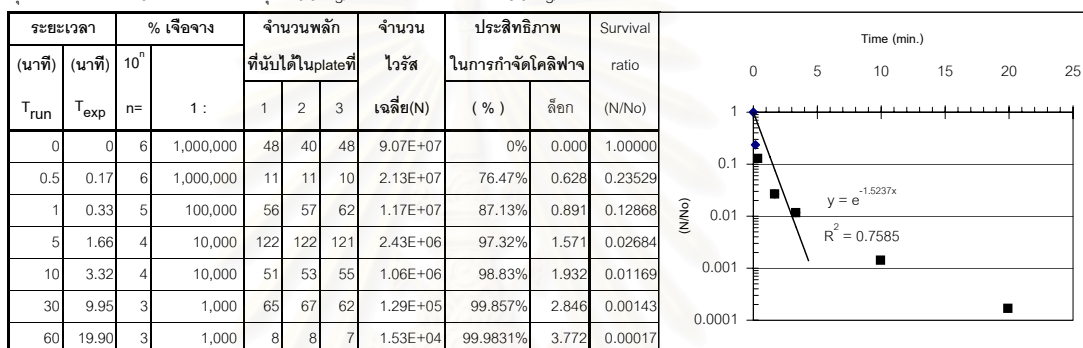 ระยะเวลา % เจือจาง จำนวนพลัก จำนวน ประสิทธิภาพ Survival
(นาที) (นาที) 10^n ที่นับได้ในplateที่ ไวรัส ในการกำจัดโคลิฟาจ ratio
T_run T_exp n= 1 : 1 2 3 เฉลี่ย(N) ( % ) ล็อก (N/No)
0 0 6 1,000,000 48 40 48 9.07E+07 0% 0.000 1.00000
0.5 0.17 6 1,000,000 11 11 10 2.13E+07 76.47% 0.628 0.23529
1 0.33 5 100,000 56 57 62 1.17E+07 87.13% 0.891 0.12868
5 1.66 4 10,000 122 122 121 2.43E+06 97.32% 1.571 0.02684
10 3.32 4 10,000 51 53 55 1.06E+06 98.83% 1.932 0.01169
30 9.95 3 1,000 65 67 62 1.29E+05 99.857% 2.846 0.00143
60 19.90 3 1,000 8 8 7 1.53E+04 99.9831% 3.772 0.00017
Time (min.)
0 5 10 15 20 25
1
0.1
0.01
0.001
0.0001
(N/No)
y = e^-1.5237x
R^2 = 0.7585